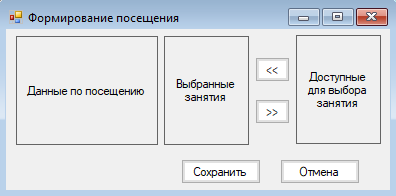 Формирование посещения
Данные по посещению
Выбранные
занятия
<<
>>
Доступные
для выбора
занятия
Сохранить
Отмена